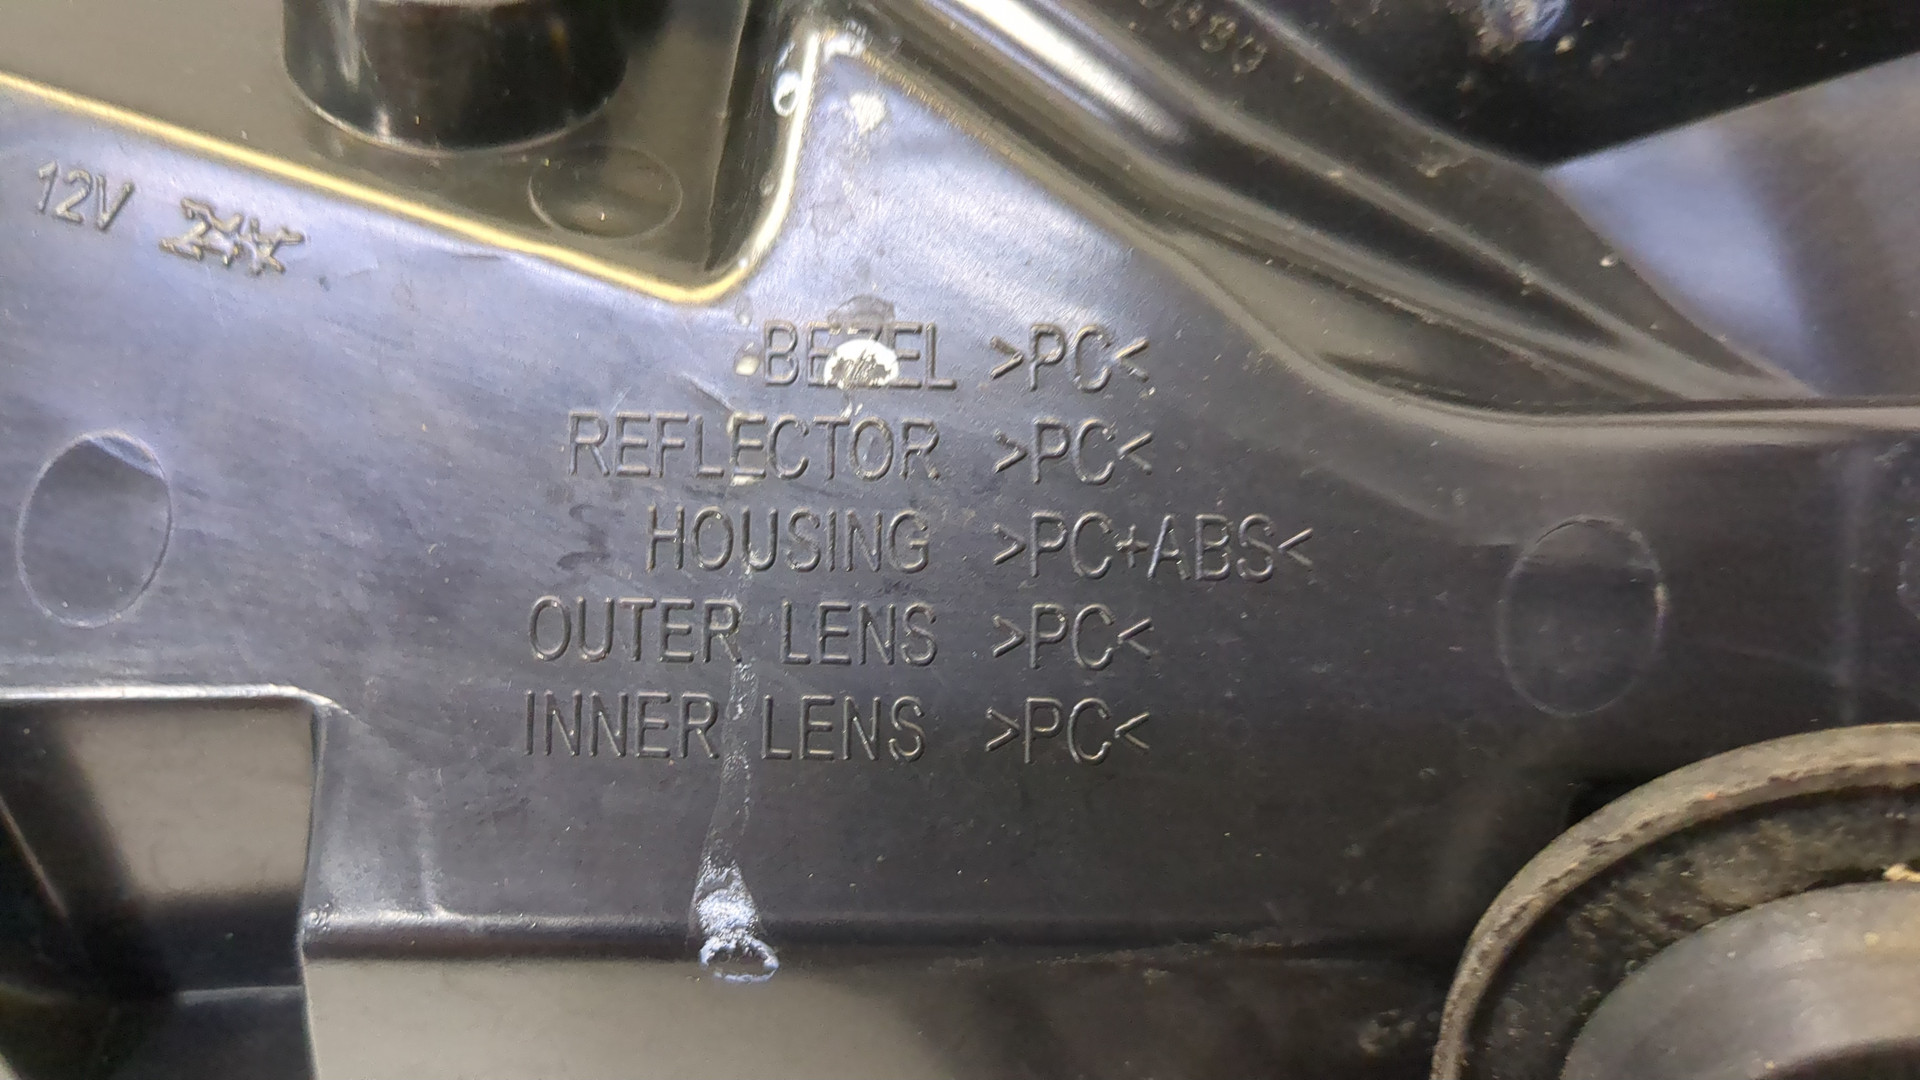 12V
BEZEL >PC<
REFLECTOR >PC<
HOUSING >PC+ABS<
OUTER LENS >PC<
INNER LENS >PC<